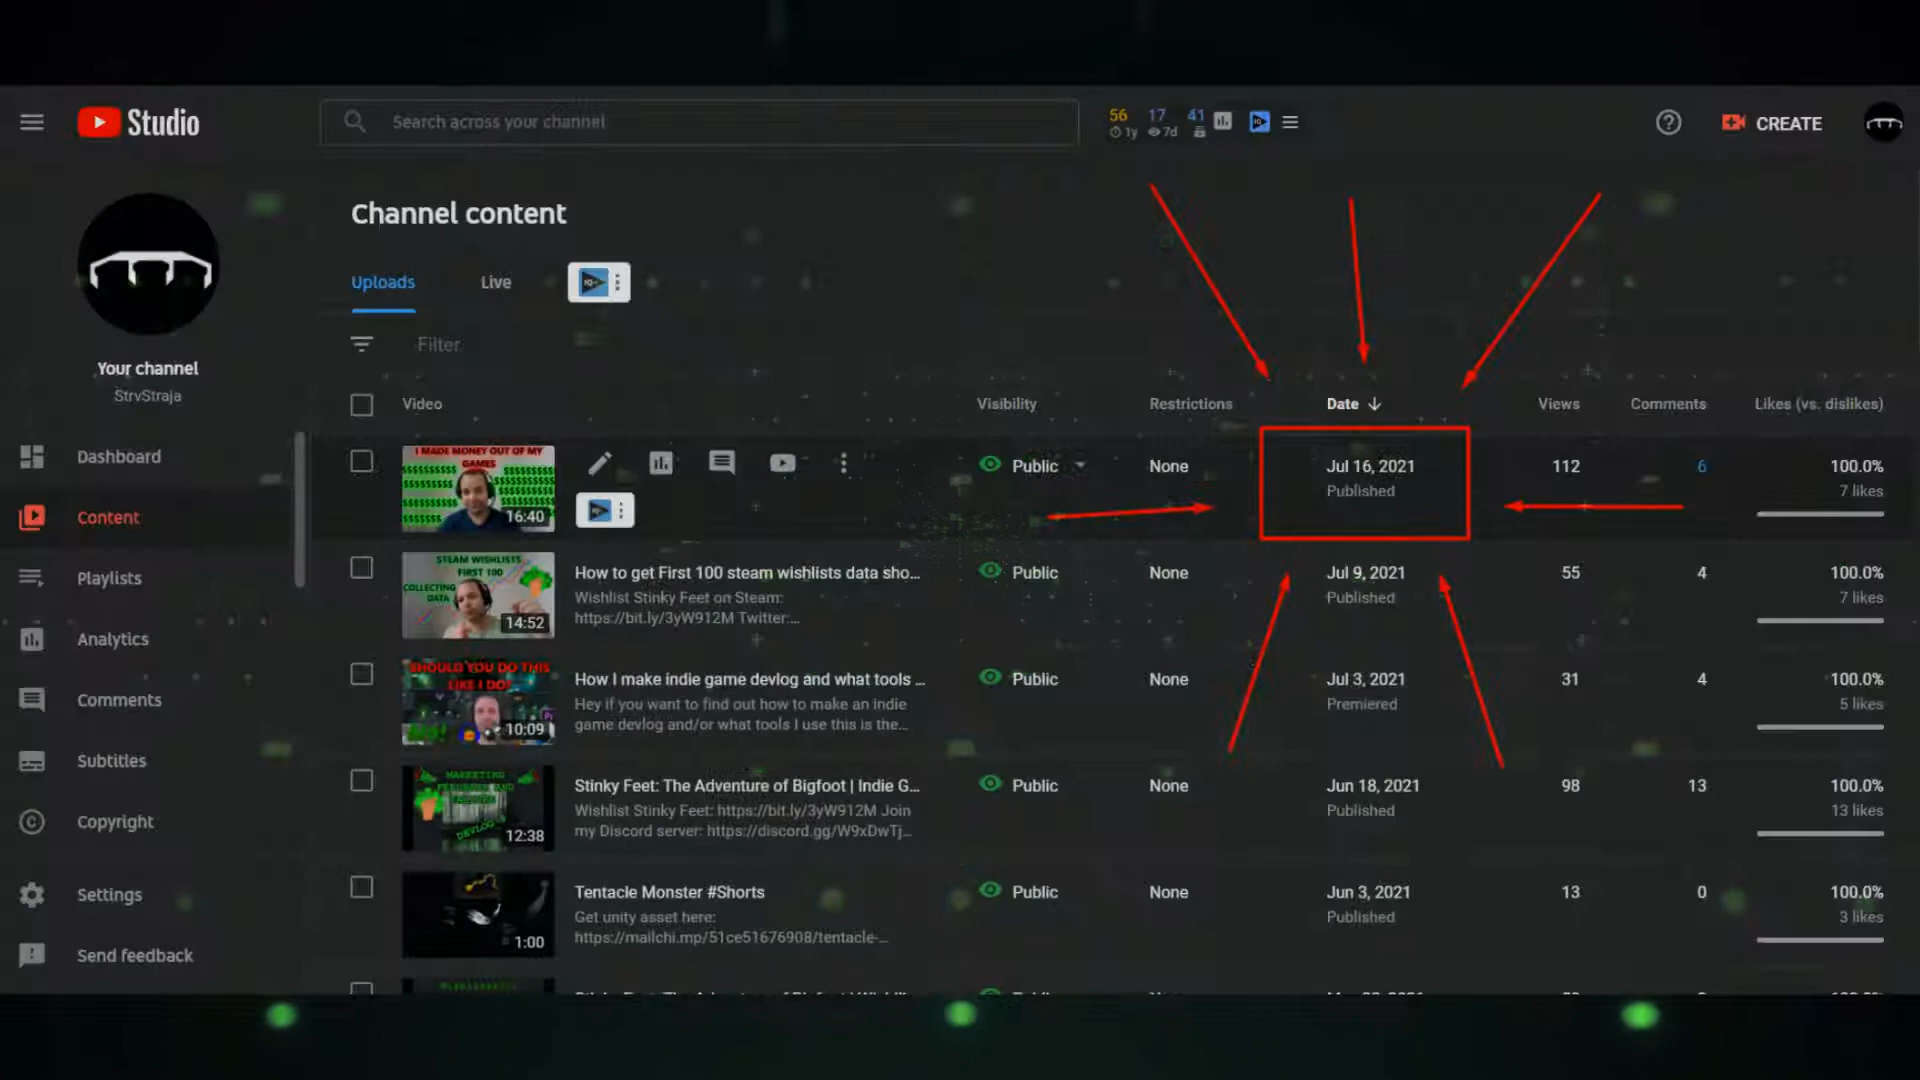 Studio
Search across your channel
56 17 41
1y 7d
CREATE
Channel content
Uploads Live
Filter
Your channel
StrvStraja
Dashboard
Content
Playlists
Analytics
Comments
Subtitles
Copyright
Settings
Send feedback
Video Visibility Restrictions Date Views Comments Likes (vs. dislikes)
I MADE MONEY OUT OF MY
GAMES
16:40
Public None Jul 16, 2021 112 6 100.0%
Published 7 likes
STEAM WISHLISTS
FIRST 100
COLLECTING
DATA
14:52
How to get First 100 steam wishlists data sho... Public None Jul 9, 2021 55 4 100.0%
Wishlist Stinky Feet on Steam: Published 7 likes
https://bit.ly/3yW912M Twitter:...
SHOULD YOU DO THIS
LIKE I DO?
10:09
How I make indie game devlog and what tools ... Public None Jul 3, 2021 31 4 100.0%
Hey if you want to find out how to make an indie Premiered 5 likes
game devlog and/or what tools I use this is the...
MARKETING
DEVLOG
12:38
Stinky Feet: The Adventure of Bigfoot | Indie G... Public None Jun 18, 2021 98 13 100.0%
Wishlist Stinky Feet: https://bit.ly/3yW912M Join Published 13 likes
my Discord server: https://discord.gg/W9xDwTj...
1:00
Tentacle Monster #Shorts Public None Jun 3, 2021 13 0 100.0%
Get unity asset here: Published 3 likes
https://mailchi.mp/51ce51676908/tentacle-...